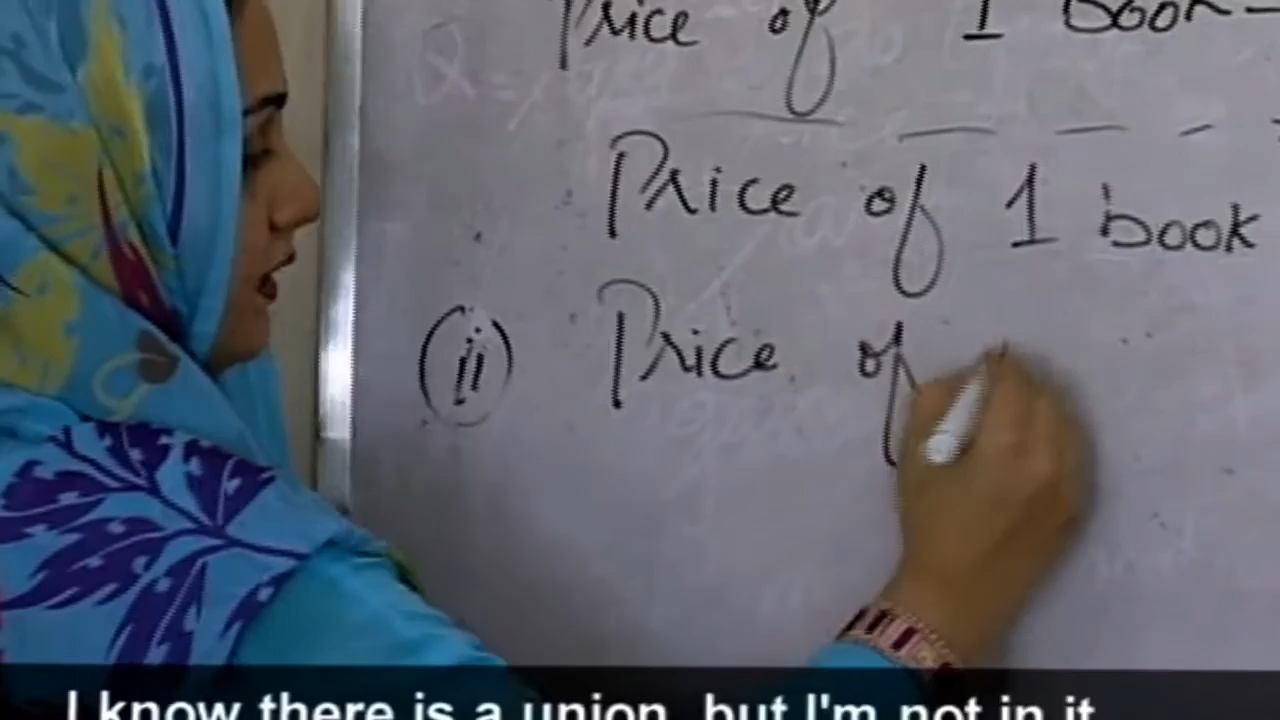 Price of 1 book
Price of 1 book
(ii) Price of
I know there is a union, but I'm not in it